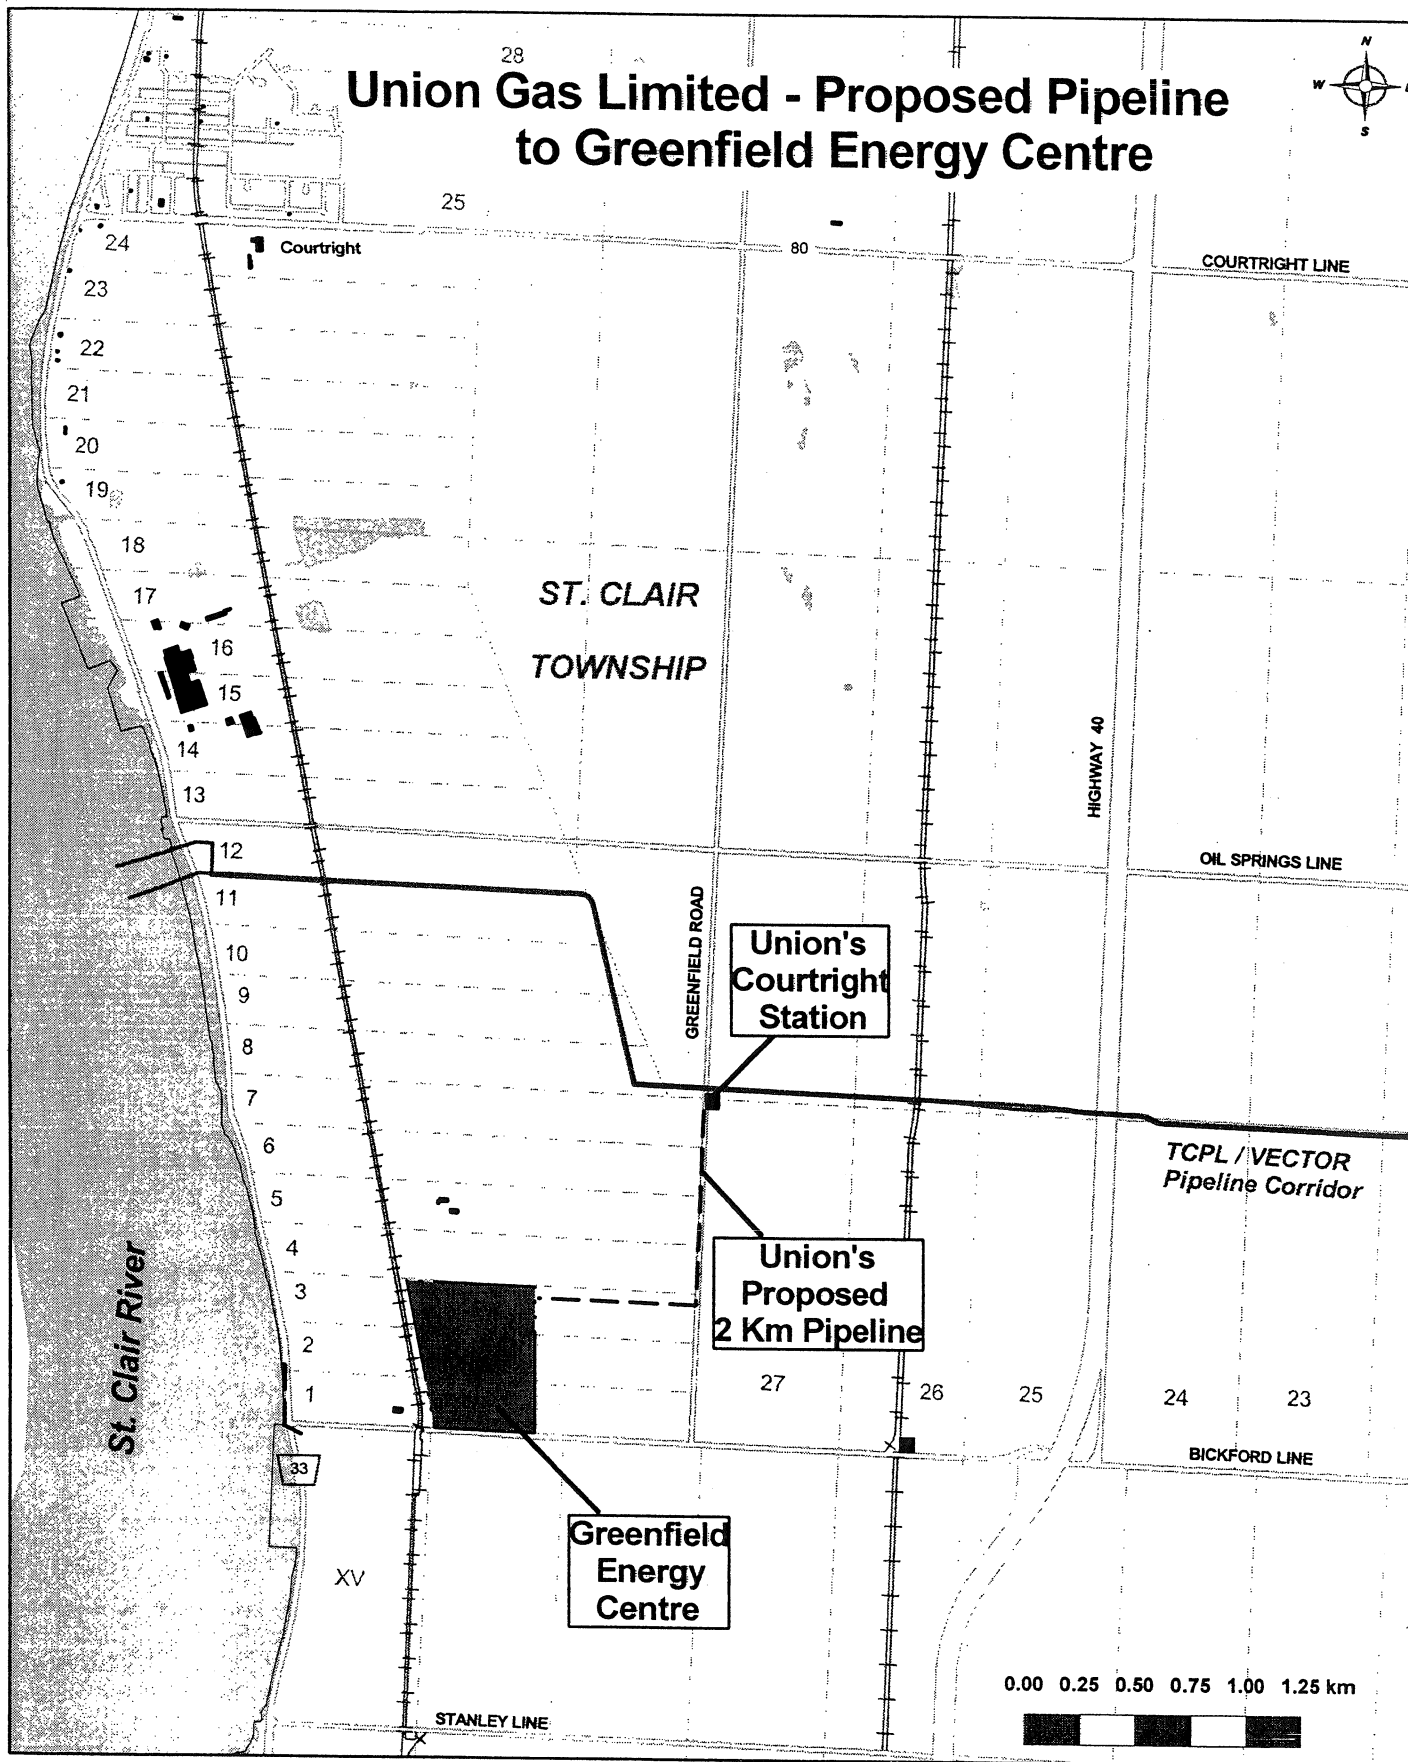 28
Union Gas Limited - Proposed Pipeline
to Greenfield Energy Centre
N
W
S
25
24
Courtright
80
COURTRIGHT LINE
23
22
21
20
19
18
17
ST. CLAIR
16
TOWNSHIP
15
14
HIGHWAY 40
13
12
OIL SPRINGS LINE
11
GREENFIELD ROAD
Union's
Courtright
Station
10
9
8
7
6
TCPL / VECTOR
Pipeline Corridor
5
4
Union's
Proposed
2 Km Pipeline
3
2
1
St. Clair River
27
26
25
24
23
BICKFORD LINE
33
Greenfield
Energy
Centre
XV
0.00 0.25 0.50 0.75 1.00 1.25 km
STANLEY LINE